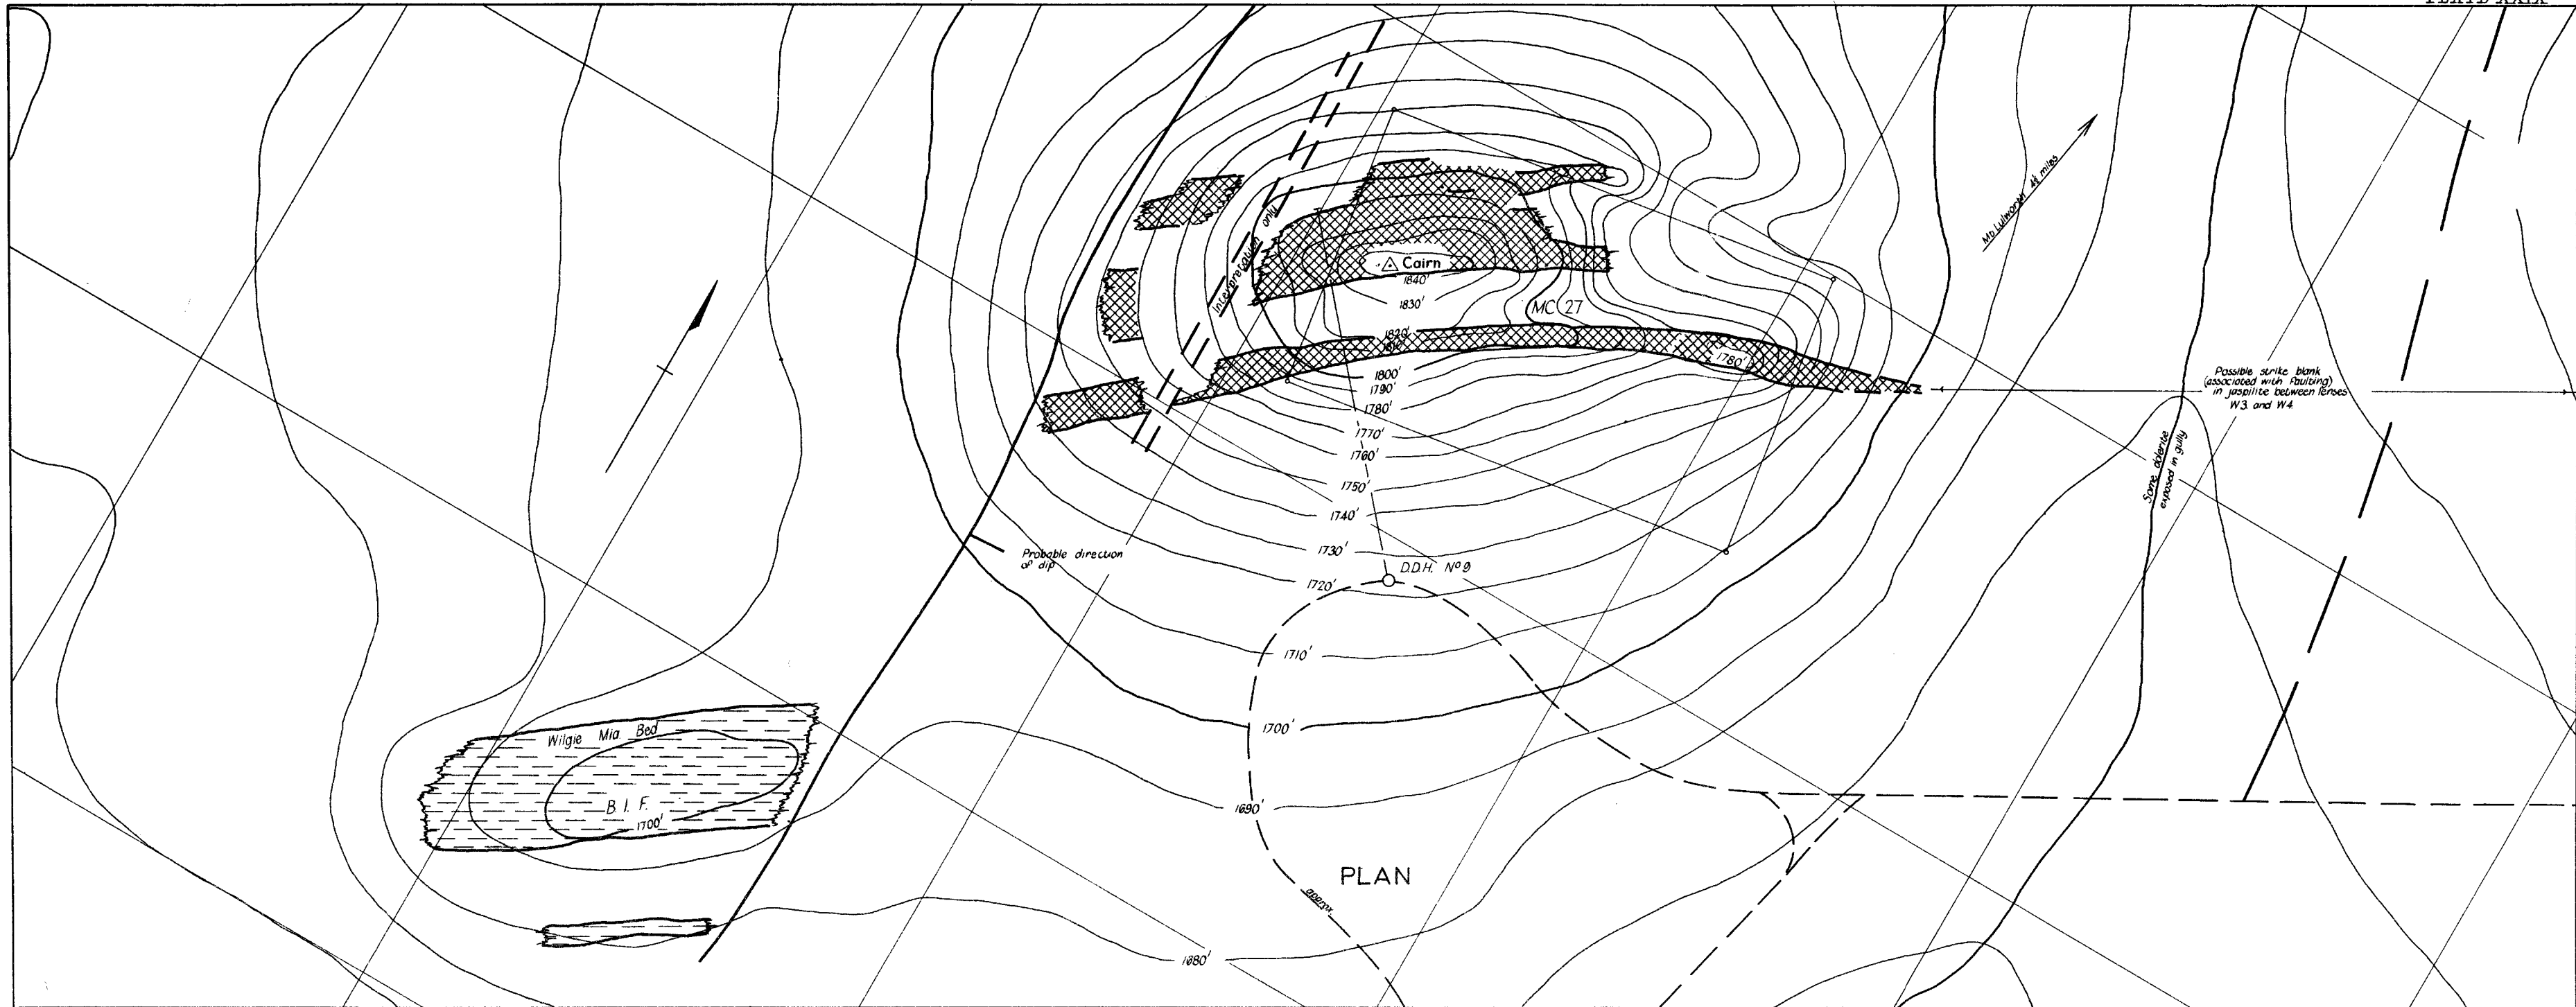 Mt. Lulworth 4½ miles
Interpretation only
Cairn
1840'
1830'
MC 27
1820'
1810'
1780'
1800'
1790'
1780'
1770'
1760'
1750'
1740'
1730'
1720'
1710'
1700'
1690'
1680'
Possible strike blank
(associated with faulting)
in jaspilite between lenses
W3. and W4.
Some dolerite
exposed in gully
Probable direction
of dip
D.D.H. Nº 9
Wilgie Mia Bed
B. I. F.
1700'
PLAN
approx.